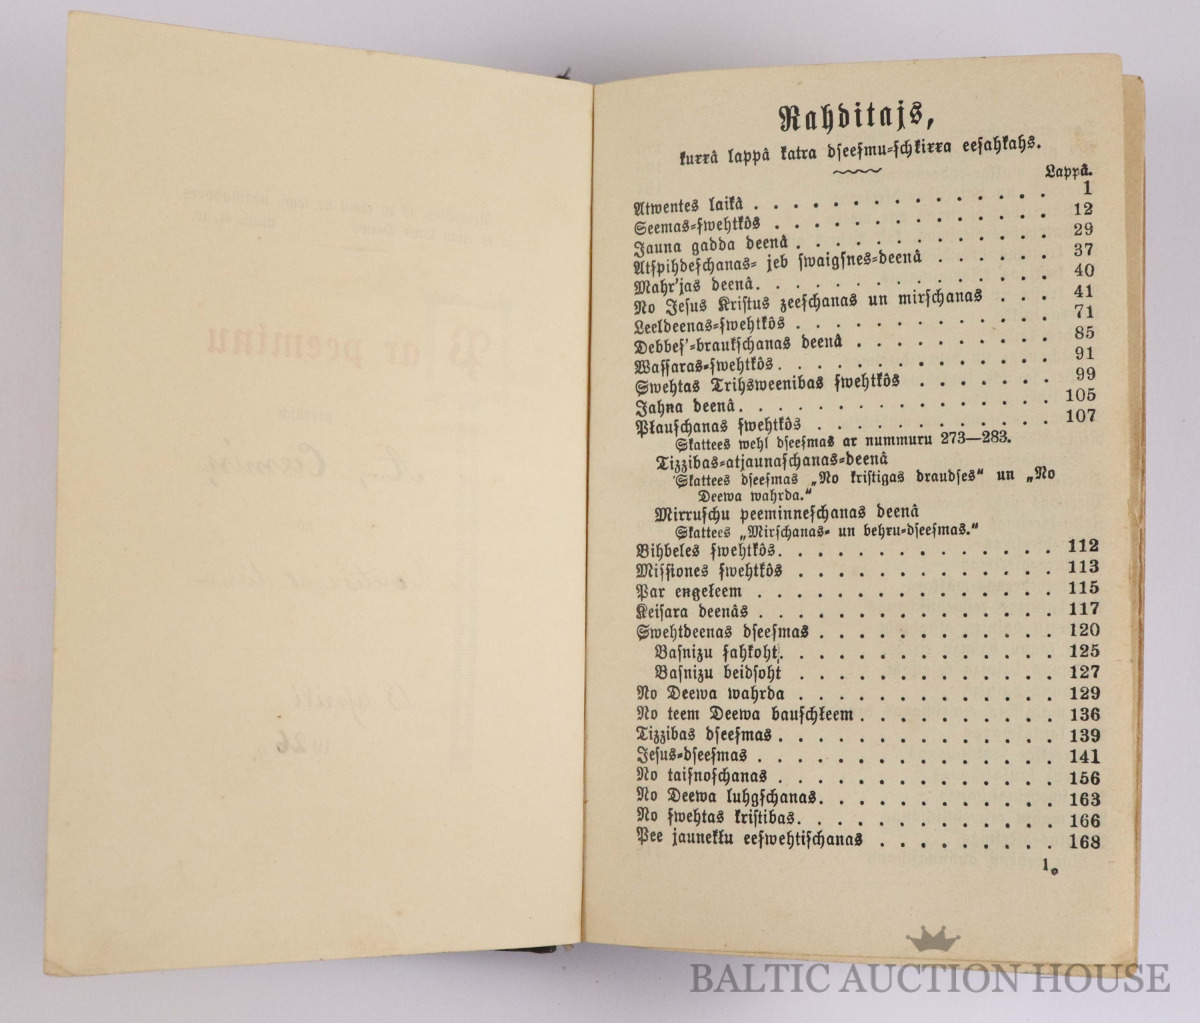 Rahditajs,
kurrâ lappâ katra dseesmu-schkirra eesahkahs.
Lappâ.
Atwentes laikâ . . . . . . . . . . . . . . . 1
Seemas-swehtkôs . . . . . . . . . . . . . . 12
Jauna gadda deenâ . . . . . . . . . . . . . 29
Atspihdeschanas- jeb swaigsnes-deenâ . . . . . . 37
Mahr'jas deenâ . . . . . . . . . . . . . . . 40
No Jesus Kristus zeeschanas un mirschanas . . . 41
Leeldeenas-swehtkôs . . . . . . . . . . . . . 71
Debbes'-braukschanas deenâ . . . . . . . . . . 85
Wassaras-swehtkôs . . . . . . . . . . . . . . 91
Swehtas Trihsweenibas swehtkôs . . . . . . . 99
Jahna deenâ . . . . . . . . . . . . . . . . 105
Pļauschanas swehtkôs . . . . . . . . . . . . 107
Skattees wehl dseesmas ar nummuru 273—283.
Tizzibas-atjaunaschanas-deenâ
Skattees dseesmas „No kristigas draudses“ un „No
Deewa wahrda.“
Mirruschu peeminneschanas deenâ
Skattees „Mirschanas- un behru-dseesmas.“
Bihbeles swehtkôs . . . . . . . . . . . . . . 112
Missiones swehtkôs . . . . . . . . . . . . . 113
Par engeļeem . . . . . . . . . . . . . . . . 115
Keisara deenâs . . . . . . . . . . . . . . . 117
Swehtdeenas dseesmas . . . . . . . . . . . . 120
Basnizu sahkoht . . . . . . . . . . . . . . 125
Basnizu beidsoht . . . . . . . . . . . . . 127
No Deewa wahrda . . . . . . . . . . . . . 129
No teem Deewa bauschļeem . . . . . . . . . . 136
Tizzibas dseesmas . . . . . . . . . . . . . . 139
Jesus-dseesmas . . . . . . . . . . . . . . . 141
No taisnoschanas . . . . . . . . . . . . . . 156
No Deewa luhgschanas . . . . . . . . . . . . 163
No swehtas kristibas . . . . . . . . . . . . . 166
Pee jaunekļu eeswehtischanas . . . . . . . . . 168
1*
BALTIC AUCTION HOUSE